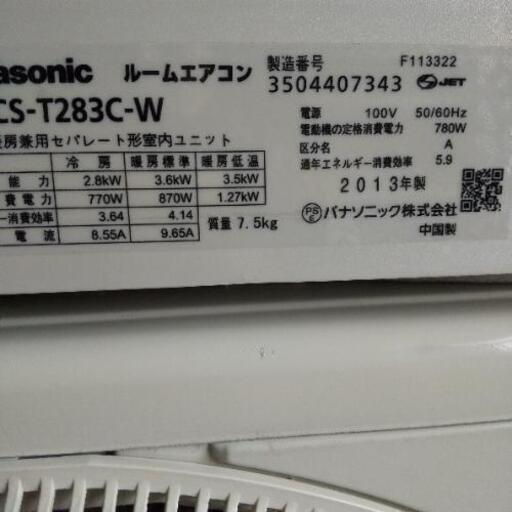 asonic ルームエアコン 製造番号 F113322
3504407343 JET
CS-T283C-W
電源 100V 50/60Hz
電動機の定格消費電力 780W
房兼用セパレート形室内ユニット
区分名 A
通年エネルギー消費効率 5.9
冷房 暖房標準 暖房低温
能力 2.8kW 3.6kW 3.5kW
費電力 770W 870W 1.27kW
ー消費効率 3.64 4.14
電流 8.55A 9.65A
質量 7.5kg
2013年製
PSE パナソニック株式会社
中国製